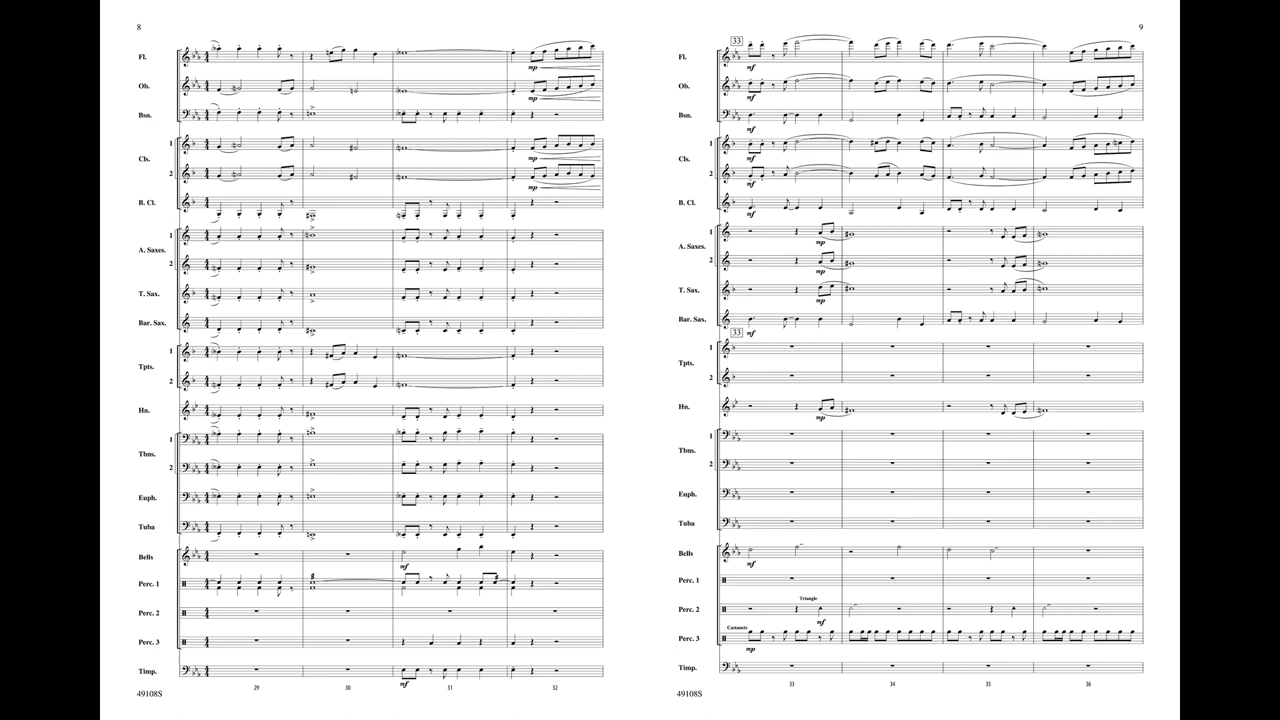 8
Fl.
Ob.
Bsn.
1
Cls.
2
mp
mp
mp
mp
B. Cl.
1
A. Saxes.
2
T. Sax.
Bar. Sax.
1
Tpts.
2
Hn.
1
Tbns.
2
Euph.
Tuba
Bells
mf
Perc. 1
Perc. 2
Perc. 3
Timp.
mf
29 30 31 32
49108S
9
33
Fl.
mf
Ob.
mf
Bsn.
mf
1
Cls.
mf
2
mf
B. Cl.
mf
1
mp
A. Saxes.
2
mp
T. Sax.
mp
Bar. Sax.
mf
33
1
Tpts.
2
Hn.
mp
1
Tbns.
2
Euph.
Tuba
Bells
mf
Perc. 1
Triangle
Perc. 2
mf
Castanets
Perc. 3
mp
Timp.
33 34 35 36
49108S